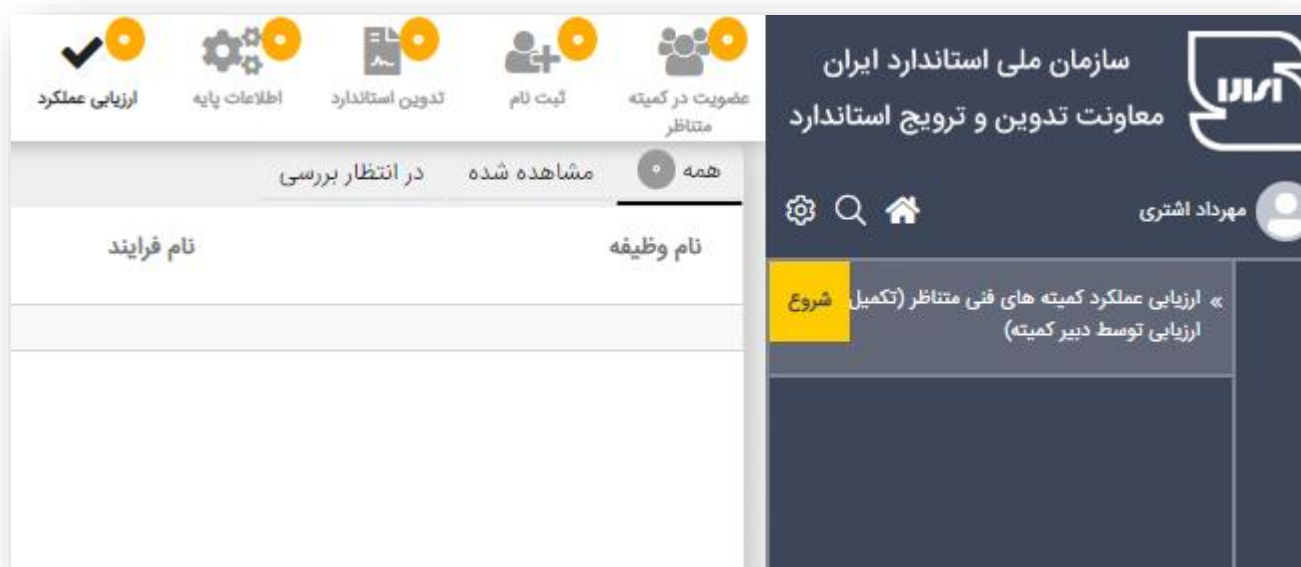 سازمان ملی استاندارد ایران
معاونت تدوین و ترویج استاندارد
مهرداد اشتری
» ارزیابی عملکرد کمیته های فنی متناظر (تکمیل
ارزیابی توسط دبیر کمیته)
شروع
عضویت در کمیته
متناظر
ثبت نام
تدوین استاندارد
اطلاعات پایه
ارزیابی عملکرد
همه ۰
مشاهده شده
در انتظار بررسی
نام وظیفه
نام فرایند